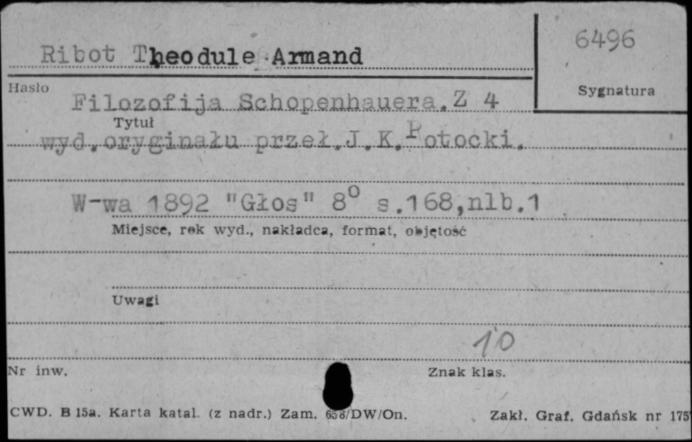 Ribot Theodule Armand
6496
Hasło
Sygnatura
Filozofija Schopenhauera. Z 4
Tytuł
wyd.oryginału przeł.J.K.Potocki.
W-wa 1892 "Głos" 8° s.168,nlb.1
Miejsce, rok wyd., nakładca, format, objętość
Uwagi
10
Nr inw.
Znak klas.
CWD. B 15a. Karta katal. (z nadr.) Zam. 658/DW/On.
Zakł. Graf. Gdańsk nr 175